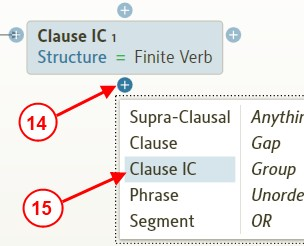 Clause IC 1
Structure = Finite Verb
14
Supra-Clausal Anythin
Clause Gap
Clause IC Group
15
Phrase Unorde
Segment OR